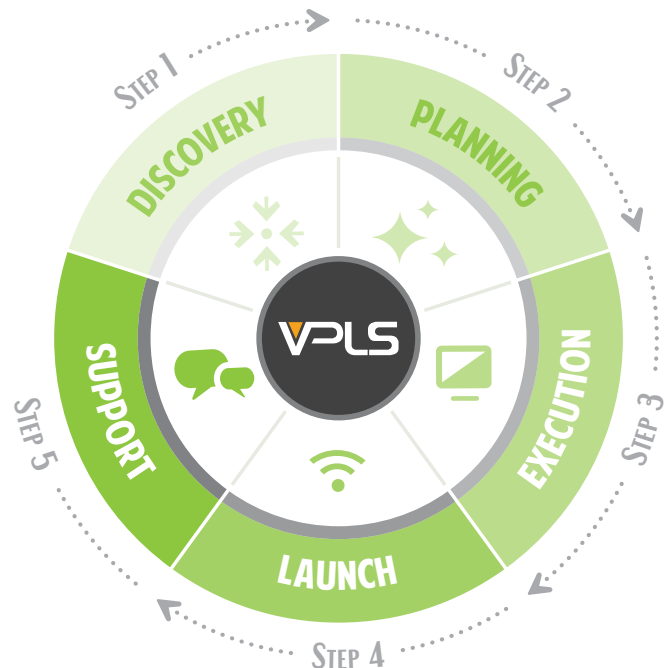 STEP 1
DISCOVERY
STEP 2
PLANNING
STEP 3
EXECUTION
STEP 4
LAUNCH
STEP 5
SUPPORT
VPLS